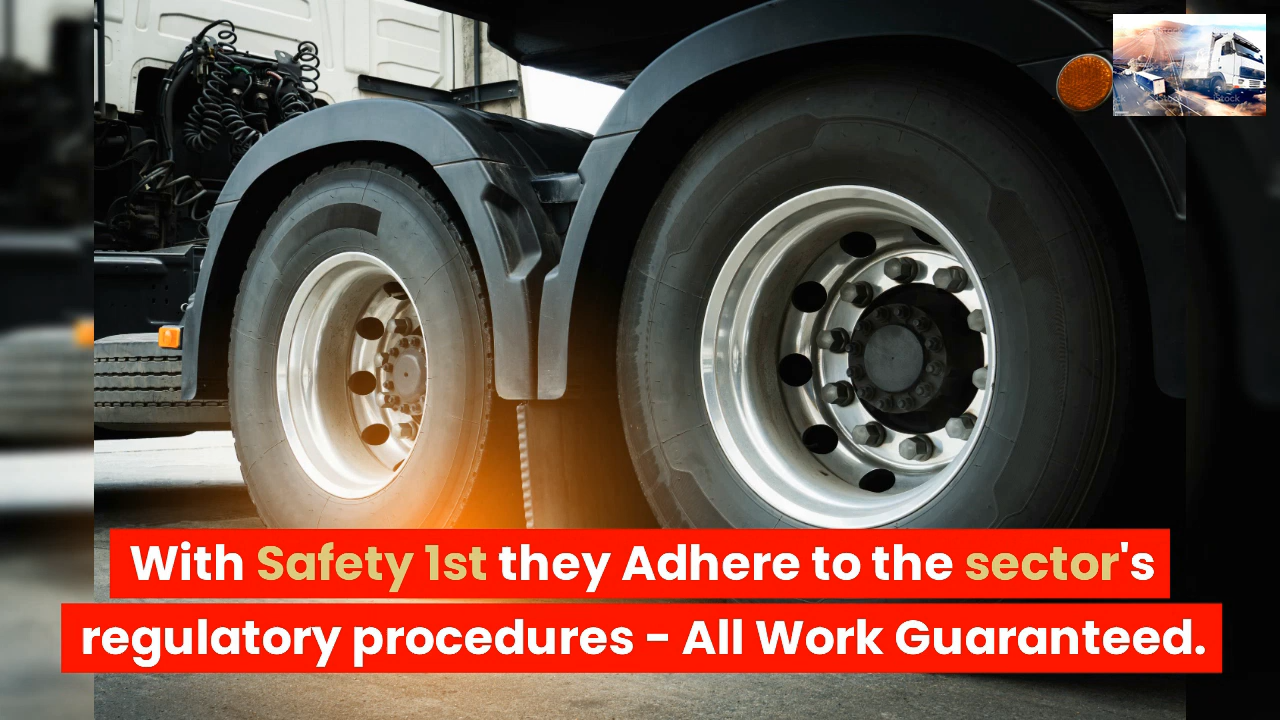 With Safety 1st they Adhere to the sector's
regulatory procedures - All Work Guaranteed.